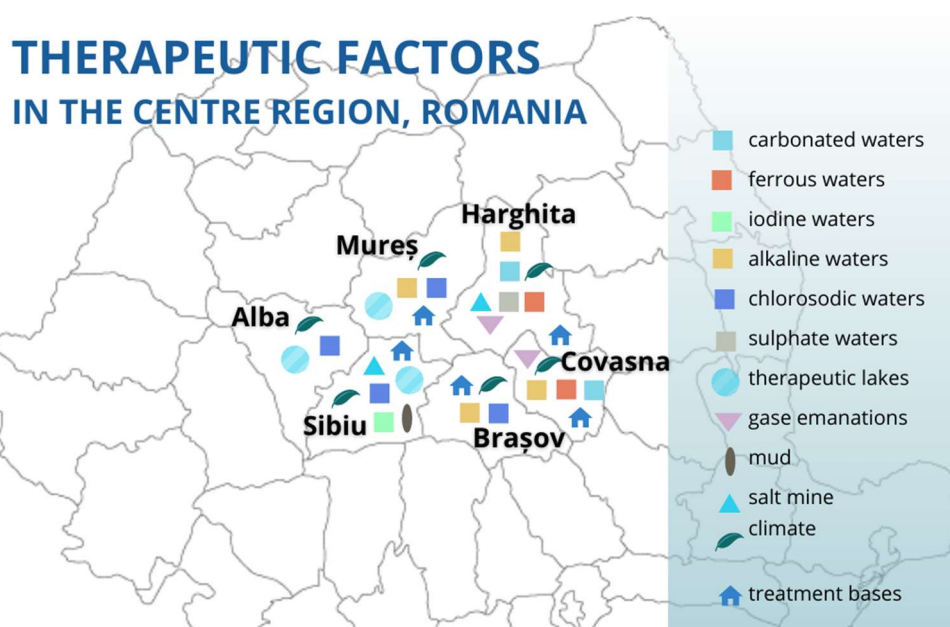 THERAPEUTIC FACTORS
IN THE CENTRE REGION, ROMANIA
Harghita
Mureș
Alba
Covasna
Sibiu
Brașov
carbonated waters
ferrous waters
iodine waters
alkaline waters
chlorosodic waters
sulphate waters
therapeutic lakes
gase emanations
mud
salt mine
climate
treatment bases